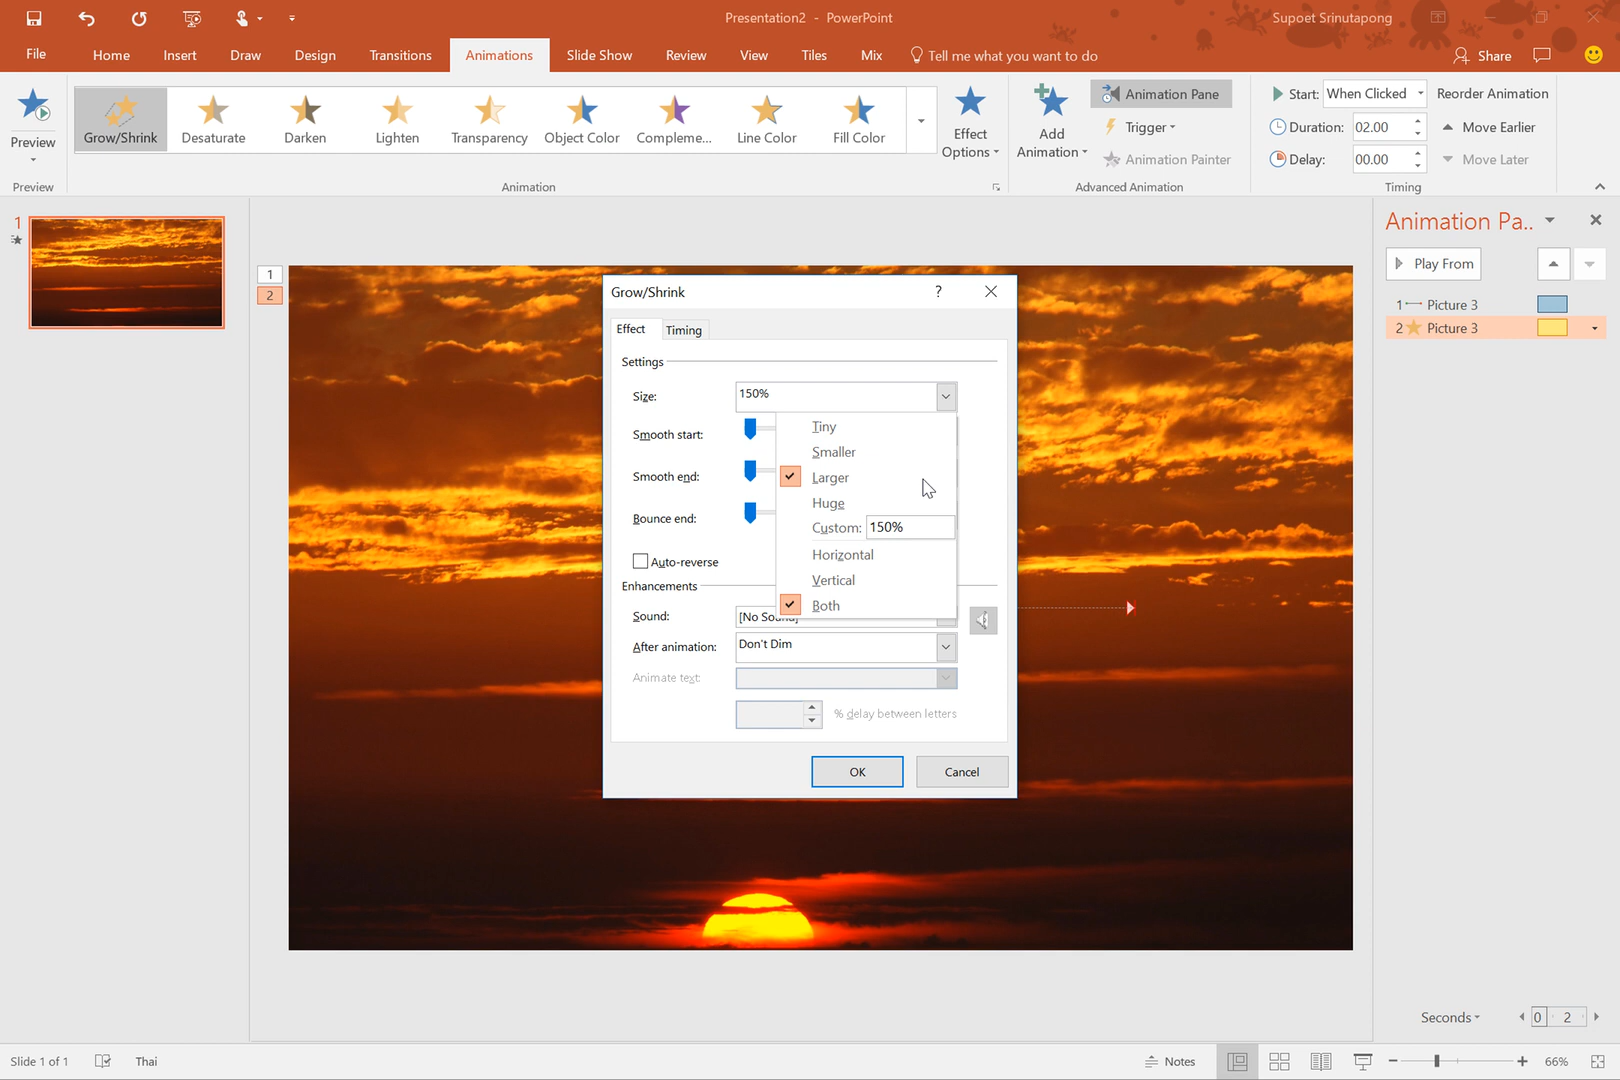 Presentation2 - PowerPoint
Supoet Srinutapong
File Home Insert Draw Design Transitions Animations Slide Show Review View Tiles Mix Tell me what you want to do Share
Preview
Preview
Grow/Shrink Desaturate Darken Lighten Transparency Object Color Compleme... Line Color Fill Color
Animation
Effect Options
Add Animation
Animation Pane
Trigger
Animation Painter
Advanced Animation
Start: When Clicked
Duration: 02.00
Delay: 00.00
Reorder Animation
Move Earlier
Move Later
Timing
1
1
2
Grow/Shrink ?
Effect Timing
Settings
Size: 150%
Smooth start:
Smooth end:
Bounce end:
Auto-reverse
Tiny
Smaller
Larger
Huge
Custom: 150%
Horizontal
Vertical
Both
Enhancements
Sound: [No Sound]
After animation: Don't Dim
Animate text:
% delay between letters
OK Cancel
Animation Pa..
Play From
1 Picture 3
2 Picture 3
Seconds 0 2
Slide 1 of 1 Thai Notes 66%